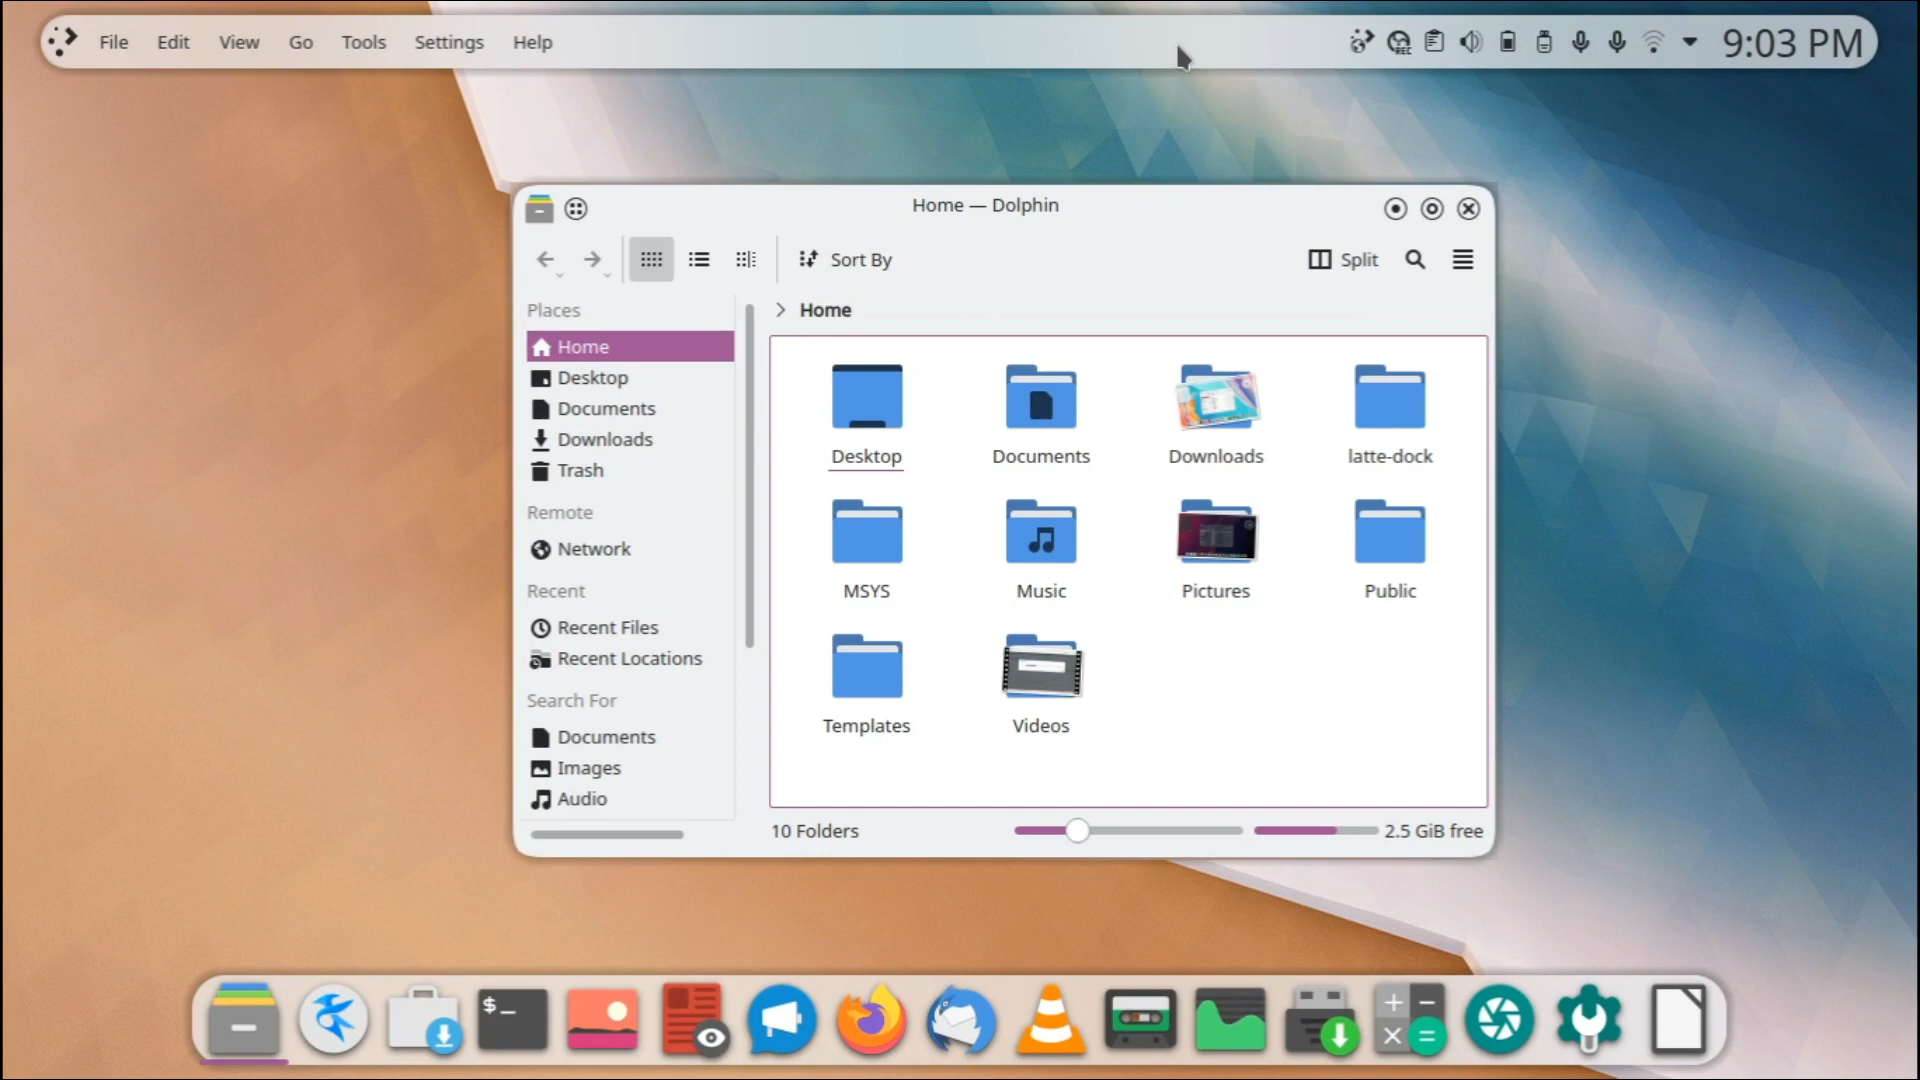 File Edit View Go Tools Settings Help
REC
9:03 PM
Home — Dolphin
Sort By
Split
Places
Home
Desktop
Documents
Downloads
Trash
Remote
Network
Recent
Recent Files
Recent Locations
Search For
Documents
Images
Audio
Home
Desktop Documents Downloads latte-dock
MSYS Music Pictures Public
Templates Videos
10 Folders
2.5 GiB free
$_